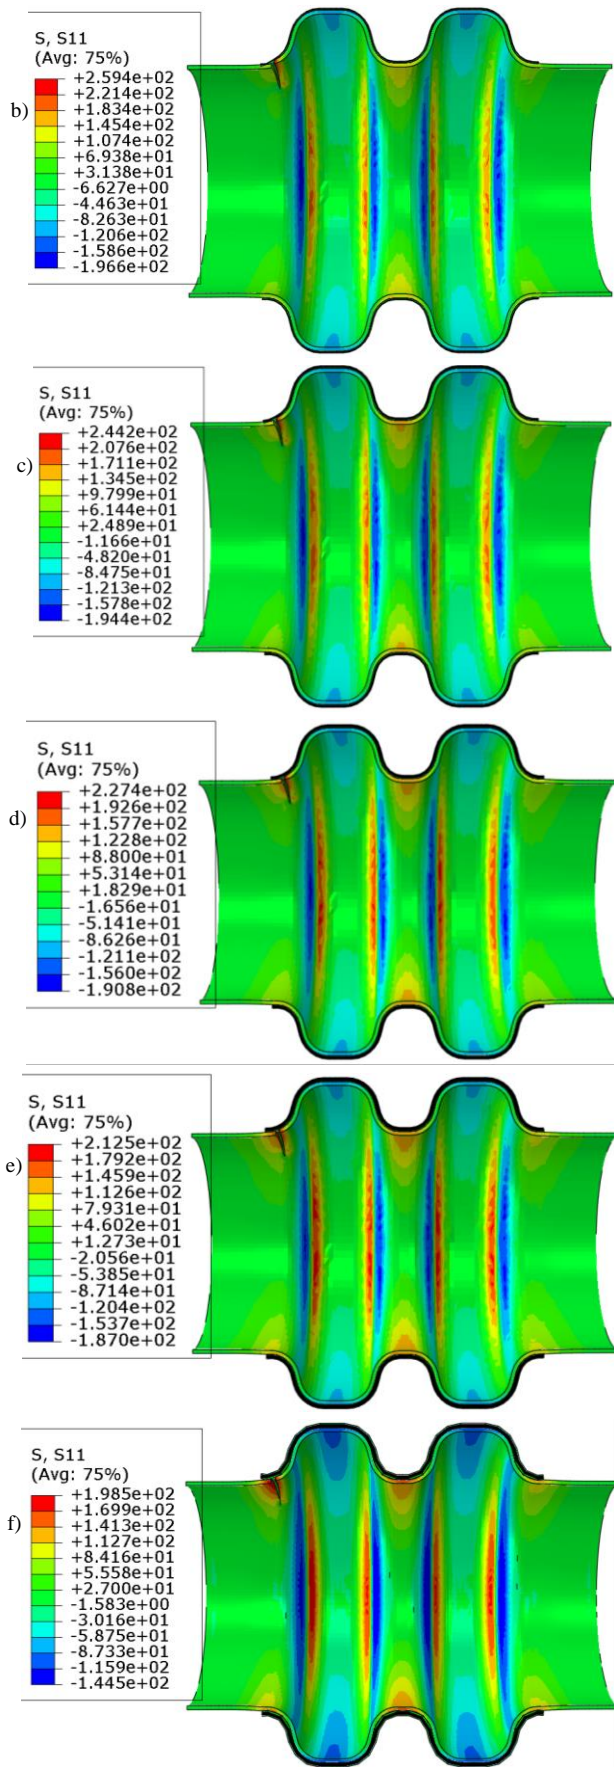 b)
S, S11
(Avg: 75%)
+2.594e+02
+2.214e+02
+1.834e+02
+1.454e+02
+1.074e+02
+6.938e+01
+3.138e+01
-6.627e+00
-4.463e+01
-8.263e+01
-1.206e+02
-1.586e+02
-1.966e+02
c)
S, S11
(Avg: 75%)
+2.442e+02
+2.076e+02
+1.711e+02
+1.345e+02
+9.799e+01
+6.144e+01
+2.489e+01
-1.166e+01
-4.820e+01
-8.475e+01
-1.213e+02
-1.578e+02
-1.944e+02
d)
S, S11
(Avg: 75%)
+2.274e+02
+1.926e+02
+1.577e+02
+1.228e+02
+8.800e+01
+5.314e+01
+1.829e+01
-1.656e+01
-5.141e+01
-8.626e+01
-1.211e+02
-1.560e+02
-1.908e+02
e)
S, S11
(Avg: 75%)
+2.125e+02
+1.792e+02
+1.459e+02
+1.126e+02
+7.931e+01
+4.602e+01
+1.273e+01
-2.056e+01
-5.385e+01
-8.714e+01
-1.204e+02
-1.537e+02
-1.870e+02
f)
S, S11
(Avg: 75%)
+1.985e+02
+1.699e+02
+1.413e+02
+1.127e+02
+8.416e+01
+5.558e+01
+2.700e+01
-1.583e+00
-3.016e+01
-5.875e+01
-8.733e+01
-1.159e+02
-1.445e+02